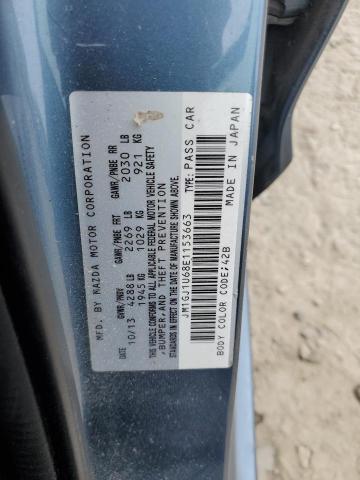 MFD. BY MAZDA MOTOR CORPORATION
DATE GVWR/PNBV GAWR/PNBE FRT GAWR/PNBE RR
10/13 4288 LB 2269 LB 2030 LB
1945 KG 1029 KG 921 KG
THIS VEHICLE CONFORMS TO ALL APPLICABLE FEDERAL MOTOR VEHICLE SAFETY
,BUMPER,AND THEFT PREVENTION
STANDARDS IN EFFECT ON THE DATE OF MANUFACTURE SHOWN ABOVE.
JM1GJ1U68E1153663 TYPE: PASS CAR
BODY COLOR CODE:42B MADE IN JAPAN